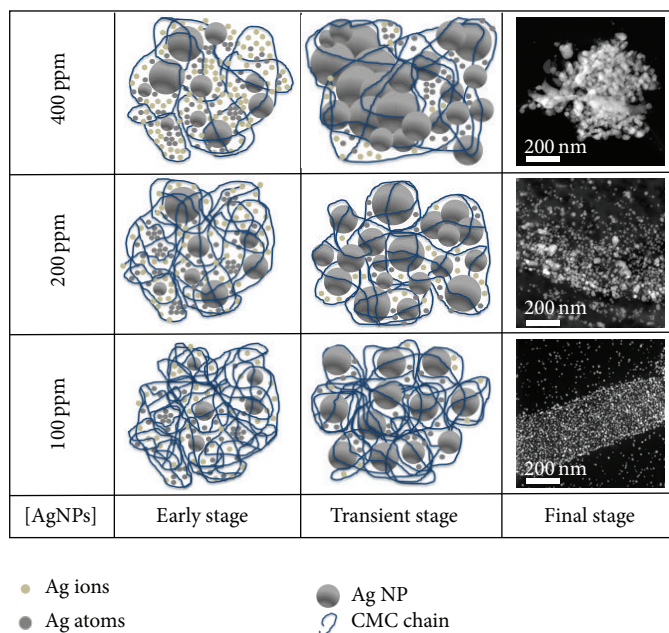 400 ppm
200 nm
200 ppm
200 nm
100 ppm
200 nm
[AgNPs] Early stage Transient stage Final stage
Ag ions Ag NP
Ag atoms CMC chain